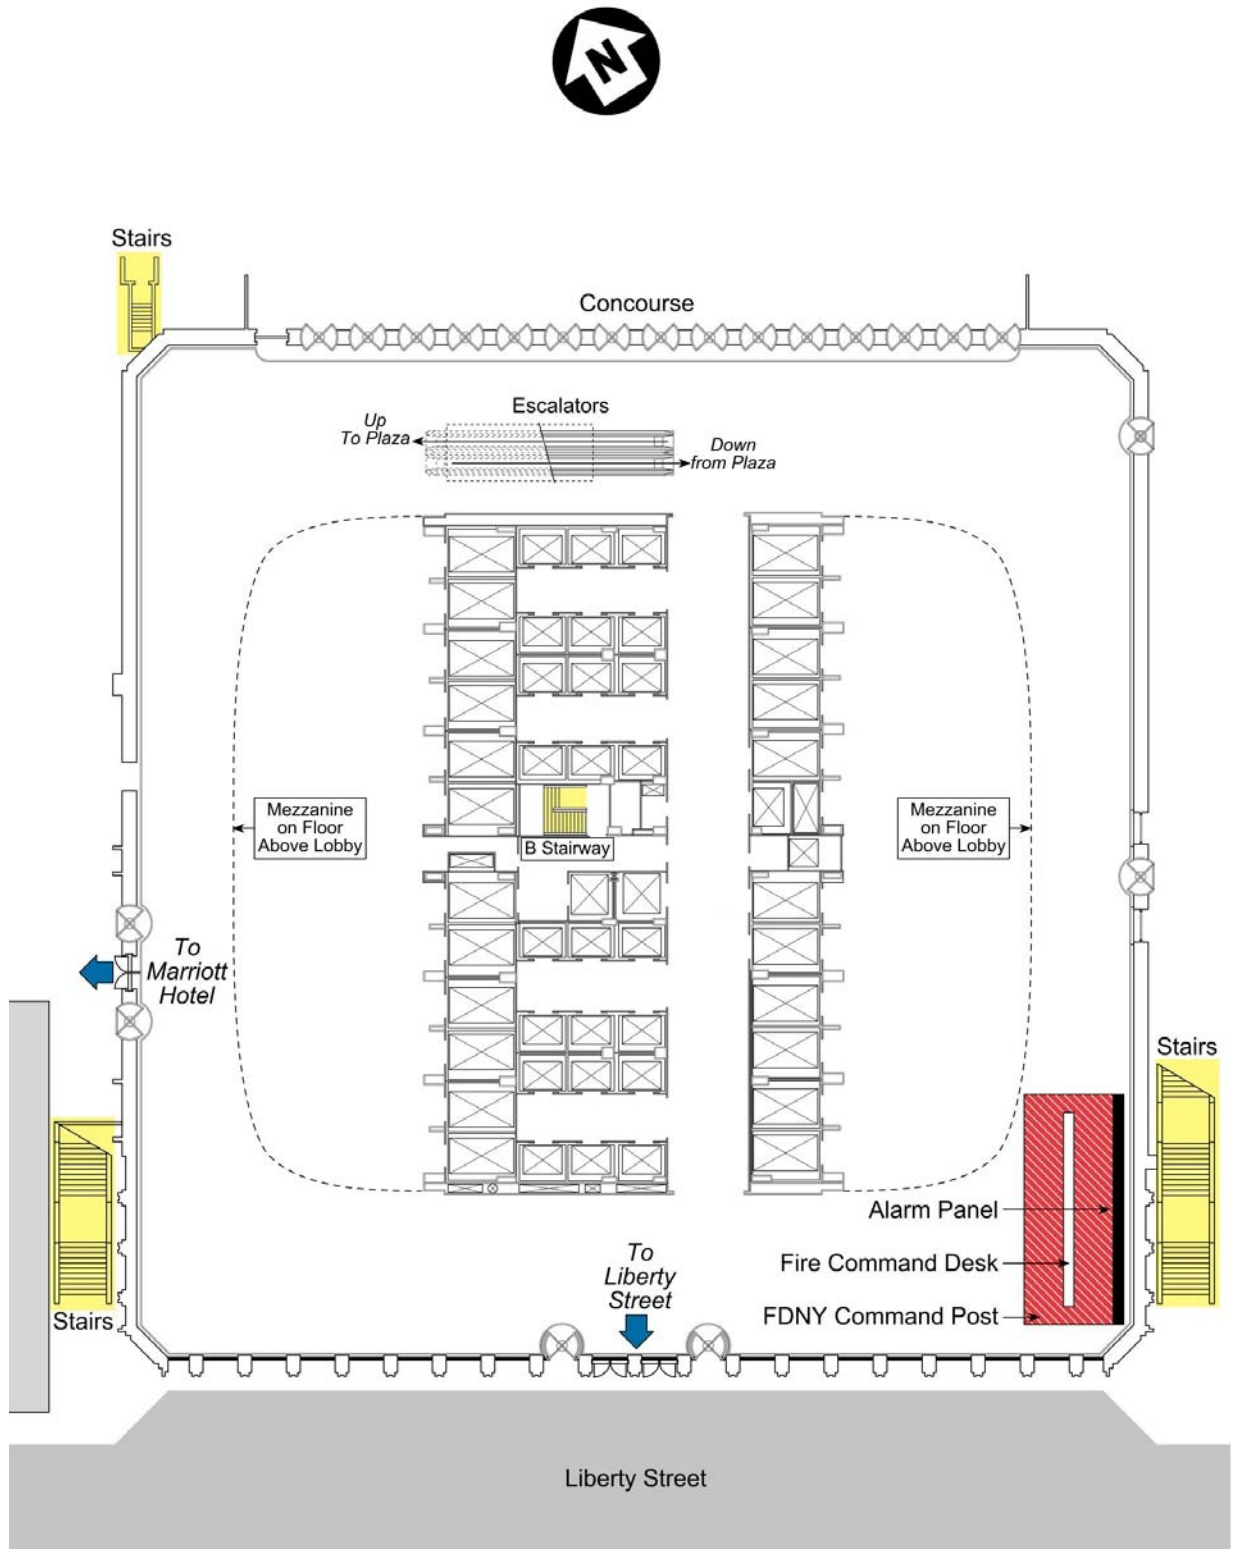 N
Stairs
Concourse
Escalators
Up
To Plaza
Down
from Plaza
Mezzanine
on Floor
Above Lobby
Mezzanine
on Floor
Above Lobby
B Stairway
To
Marriott
Hotel
Stairs
Alarm Panel
To
Liberty
Street
Fire Command Desk
FDNY Command Post
Stairs
Liberty Street